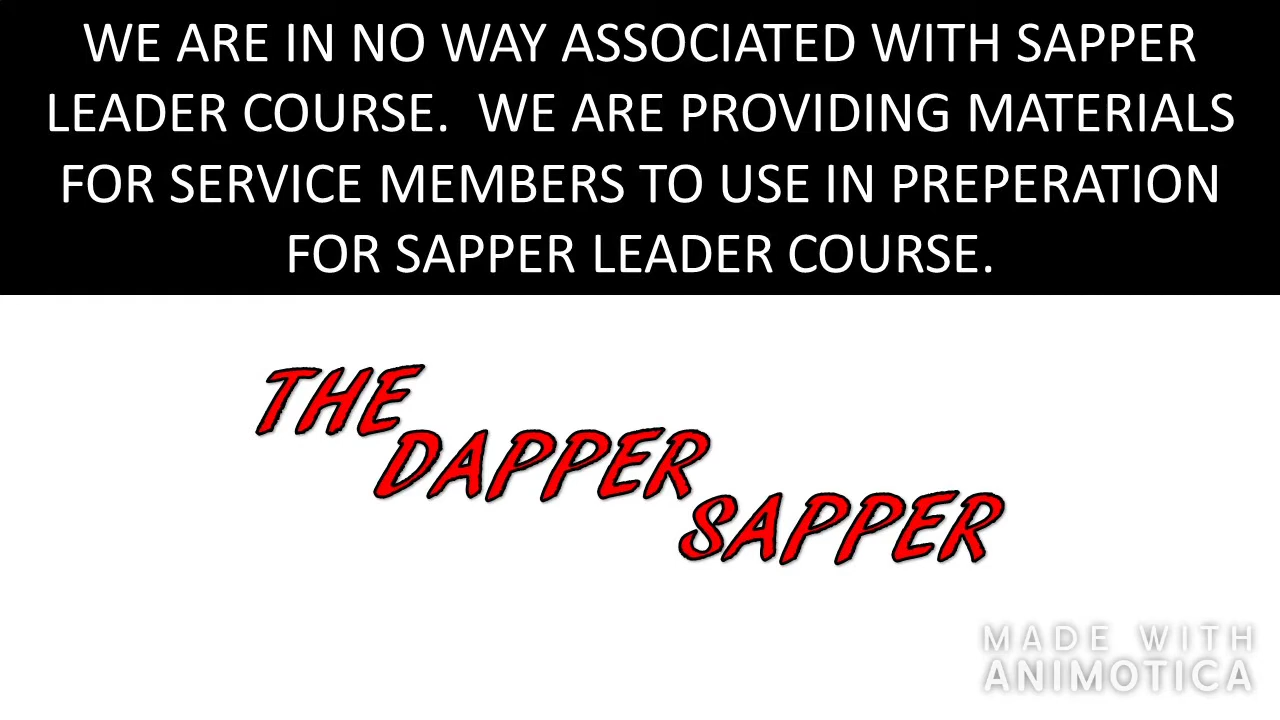 WE ARE IN NO WAY ASSOCIATED WITH SAPPER
LEADER COURSE.  WE ARE PROVIDING MATERIALS
FOR SERVICE MEMBERS TO USE IN PREPERATION
FOR SAPPER LEADER COURSE.
THE
DAPPER
SAPPER
MADE WITH
ANIMOTICA